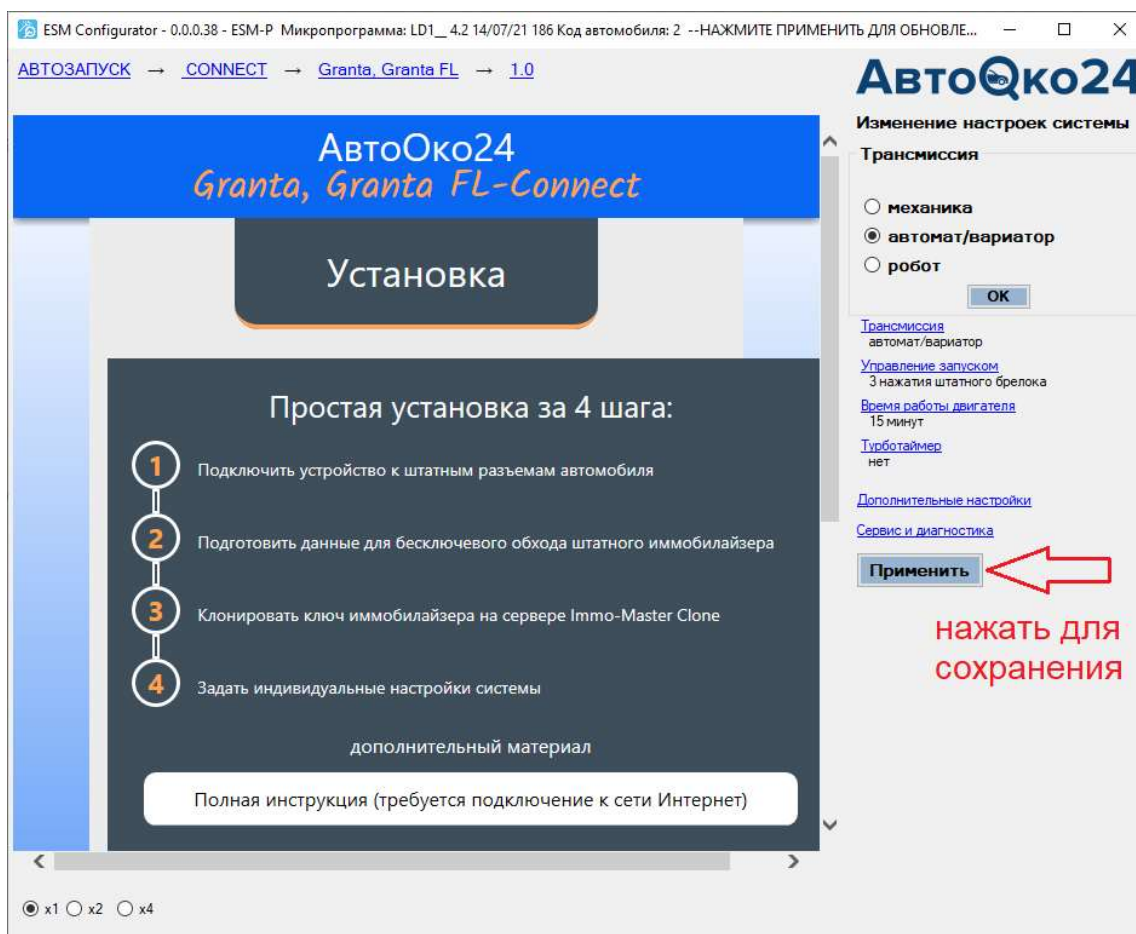 ESM Configurator - 0.0.0.38 - ESM-P Микропрограмма: LD1__ 4.2 14/07/21 186 Код автомобиля: 2 --НАЖМИТЕ ПРИМЕНИТЬ ДЛЯ ОБНОВЛЕ...
АВТОЗАПУСК → CONNECT → Granta, Granta FL → 1.0
АвтоОко24
Granta, Granta FL-Connect
Установка
Простая установка за 4 шага:
1 Подключить устройство к штатным разъемам автомобиля
2 Подготовить данные для бесключевого обхода штатного иммобилайзера
3 Клонировать ключ иммобилайзера на сервере Immo-Master Clone
4 Задать индивидуальные настройки системы
дополнительный материал
Полная инструкция (требуется подключение к сети Интернет)
x1 x2 x4
АвтоОко24
Изменение настроек системы
Трансмиссия
механика
автомат/вариатор
робот
OK
Трансмиссия
автомат/вариатор
Управление запуском
3 нажатия штатного брелока
Время работы двигателя
15 минут
Турботаймер
нет
Дополнительные настройки
Сервис и диагностика
Применить
нажать для
сохранения